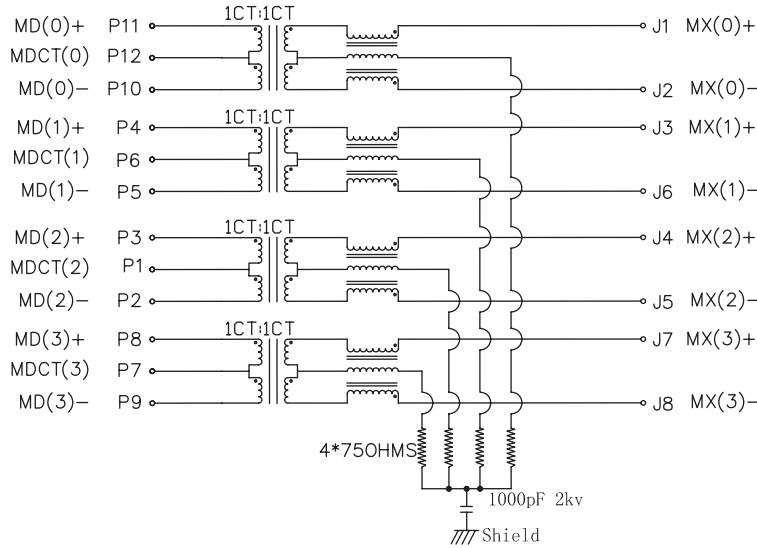 1CT:1CT
MD(0)+ P11 J1 MX(0)+
MDCT(0) P12
MD(0)− P10 J2 MX(0)−
1CT:1CT
MD(1)+ P4 J3 MX(1)+
MDCT(1) P6
MD(1)− P5 J6 MX(1)−
1CT:1CT
MD(2)+ P3 J4 MX(2)+
MDCT(2) P1
MD(2)− P2 J5 MX(2)−
1CT:1CT
MD(3)+ P8 J7 MX(3)+
MDCT(3) P7
MD(3)− P9 J8 MX(3)−
4*75OHMS
1000pF 2kv
Shield